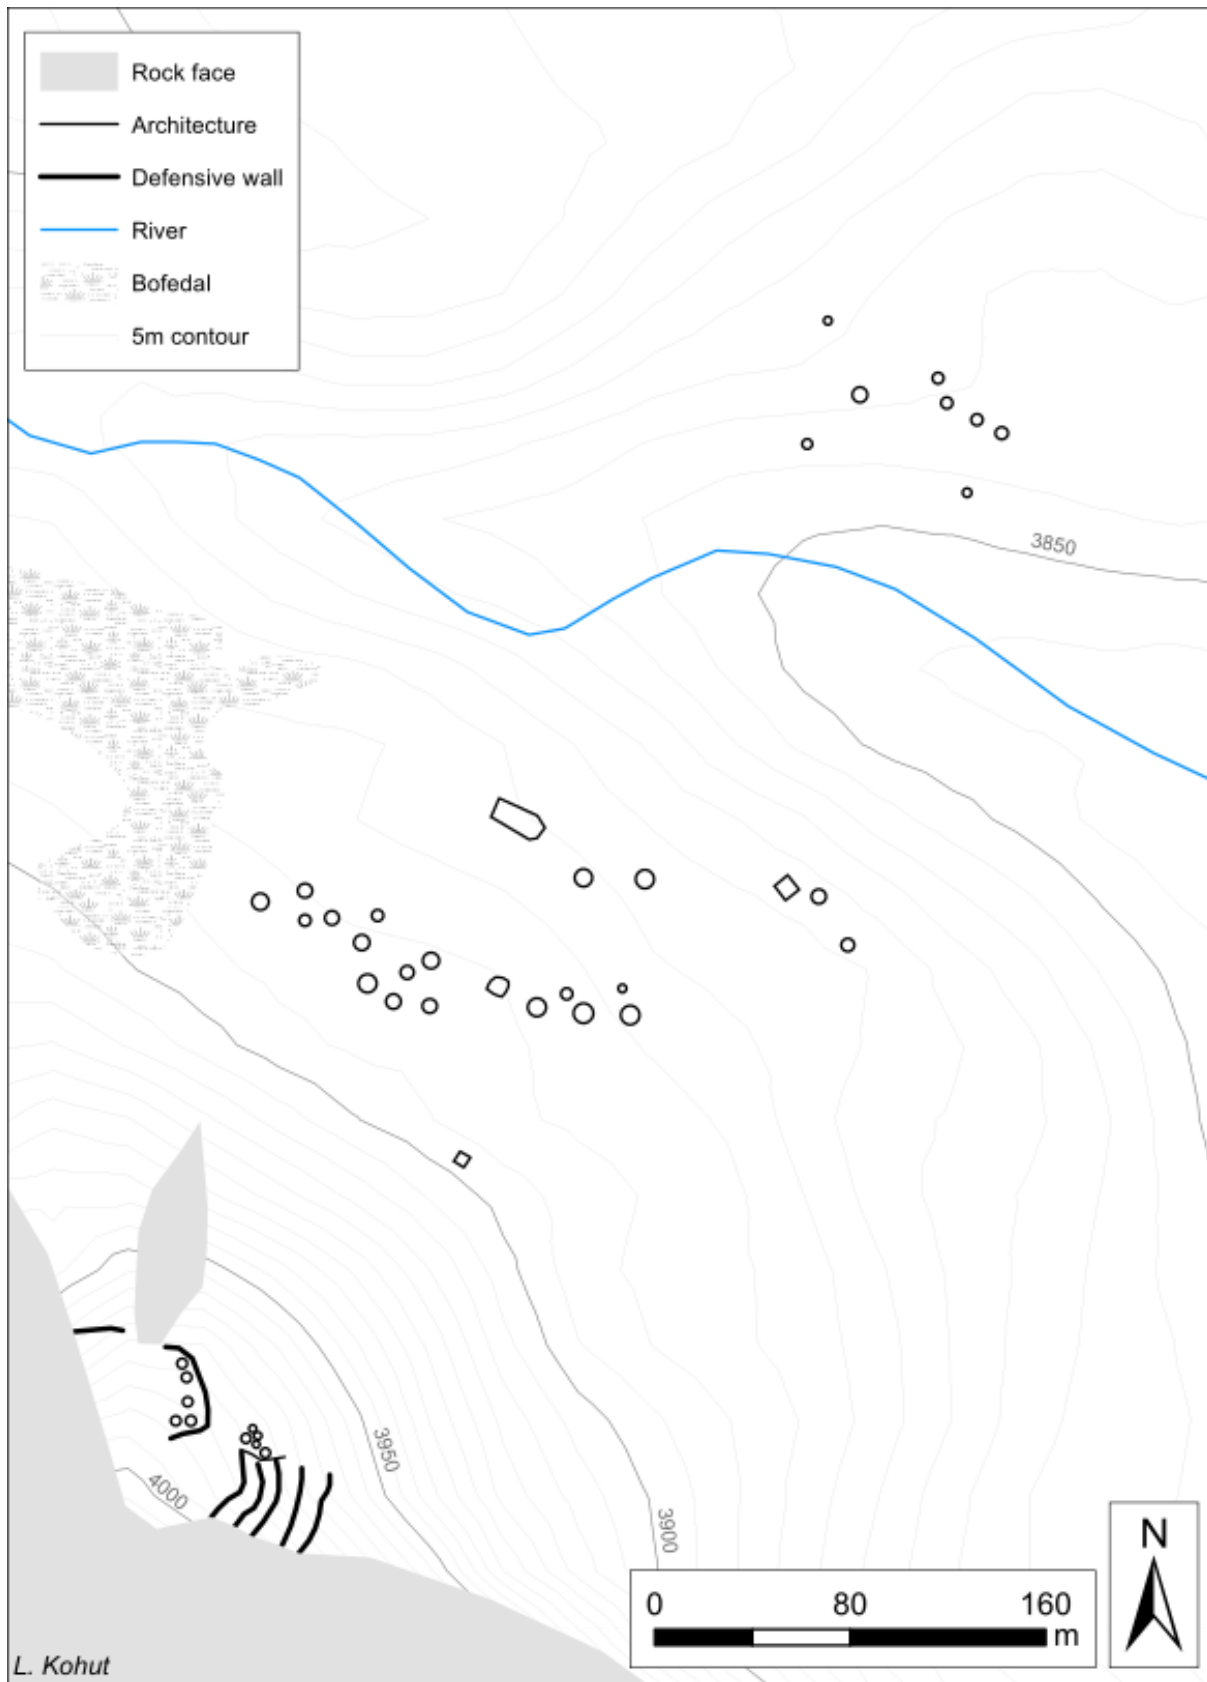 Rock face
Architecture
Defensive wall
River
Bofedal
5m contour
3850
3950
4000
3900
N
0 80 160
m
L. Kohut